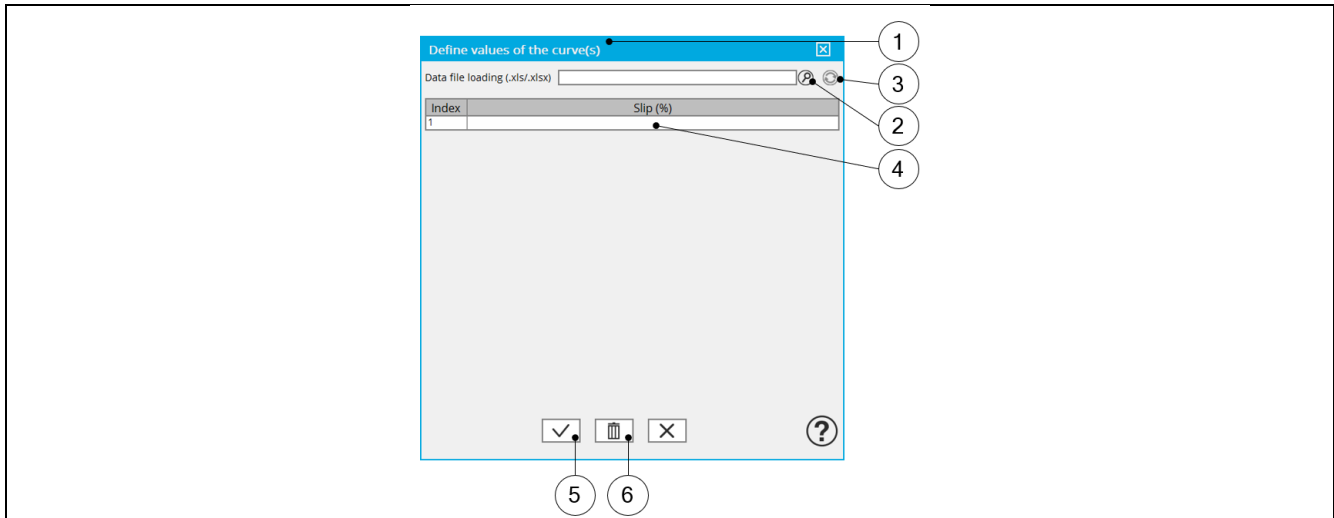 Define values of the curve(s)
1
Data file loading (.xls/.xlsx)
3
Index Slip (%)
2
1
4
?
5 6